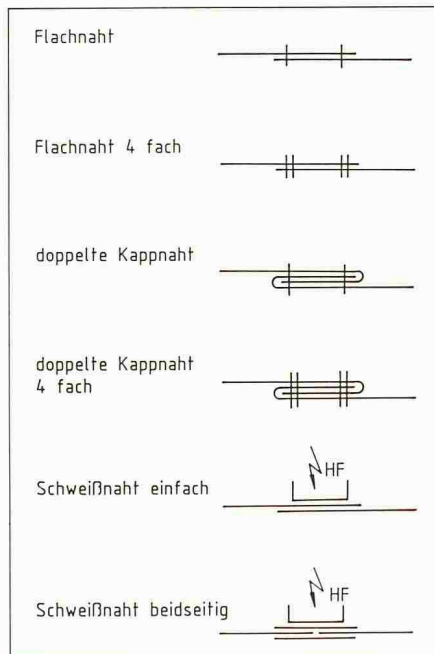 Flachnaht
Flachnaht 4 fach
doppelte Kappnaht
doppelte Kappnaht
4 fach
HF
Schweißnaht einfach
HF
Schweißnaht beidseitig